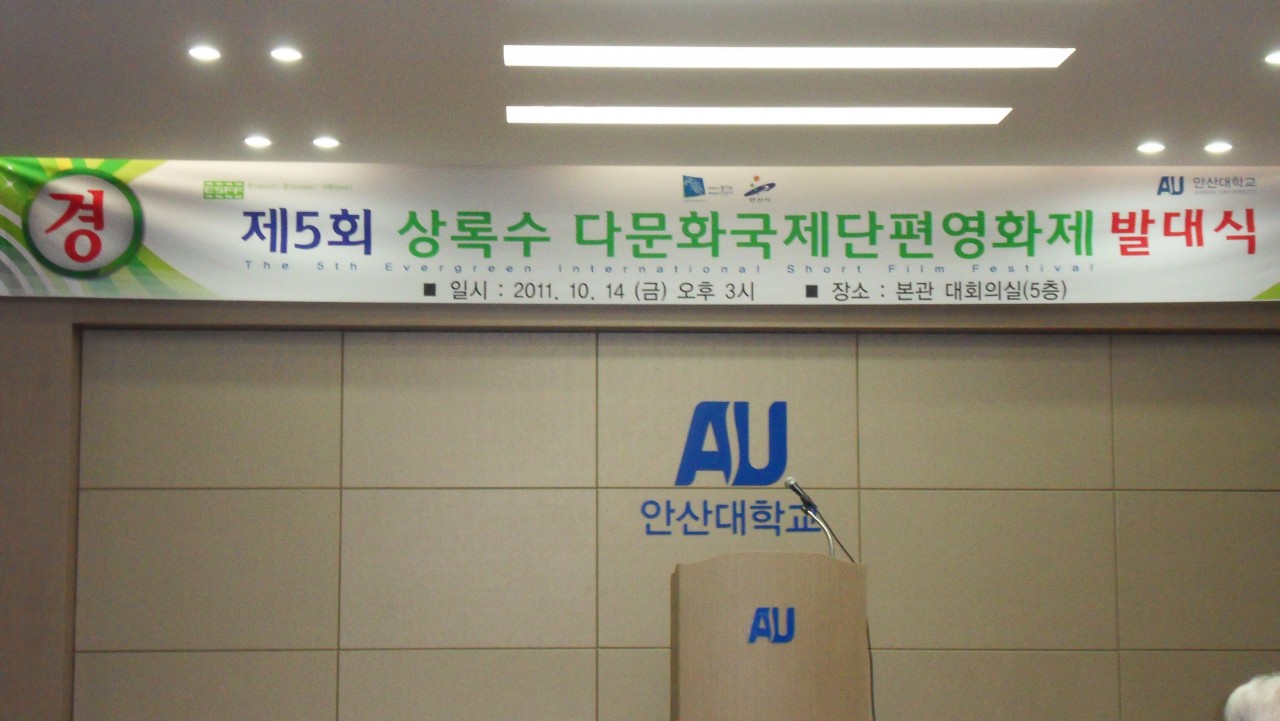 경
ESFF
AU 안산대학교
제5회 상록수 다문화국제단편영화제 발대식
The 5th Evergreen International Short Film Festival
■ 일시 : 2011. 10. 14 (금) 오후 3시 ■ 장소 : 본관 대회의실(5층)
AU
안산대학교
AU